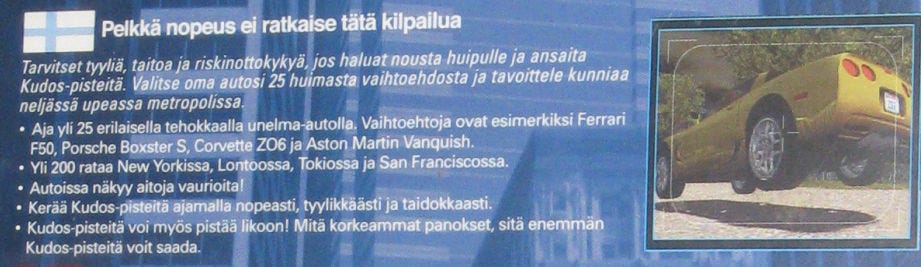 Pelkkä nopeus ei ratkaise tätä kilpailua
Tarvitset tyyliä, taitoa ja riskinottokykyä, jos haluat nousta huipulle ja ansaita
Kudos-pisteitä. Valitse oma autosi 25 huimasta vaihtoehdosta ja tavoittele kunniaa
neljässä upeassa metropolissa.
• Aja yli 25 erilaisella tehokkaalla unelma-autolla. Vaihtoehtoja ovat esimerkiksi Ferrari
F50, Porsche Boxster S, Corvette ZO6 ja Aston Martin Vanquish.
• Yli 200 rataa New Yorkissa, Lontoossa, Tokiossa ja San Franciscossa.
• Autoissa näkyy aitoja vaurioita!
• Kerää Kudos-pisteitä ajamalla nopeasti, tyylikkäästi ja taidokkaasti.
• Kudos-pisteitä voi myös pistää likoon! Mitä korkeammat panokset, sitä enemmän
Kudos-pisteitä voit saada.